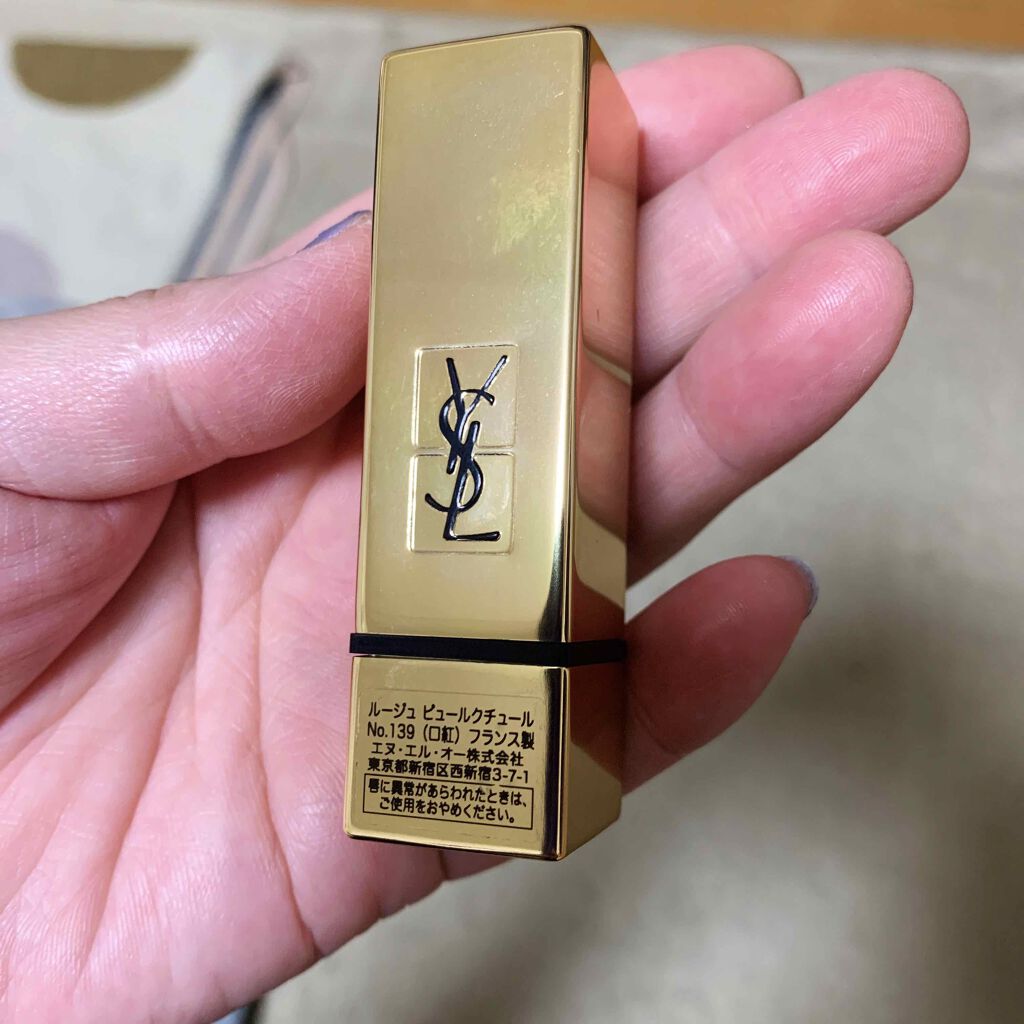 YSL
ルージュ ピュールクチュール
No.139 (口紅) フランス製
エヌ・エル・オー株式会社
東京都新宿区西新宿3-7-1
唇に異常があらわれたときは、
ご使用をおやめください。